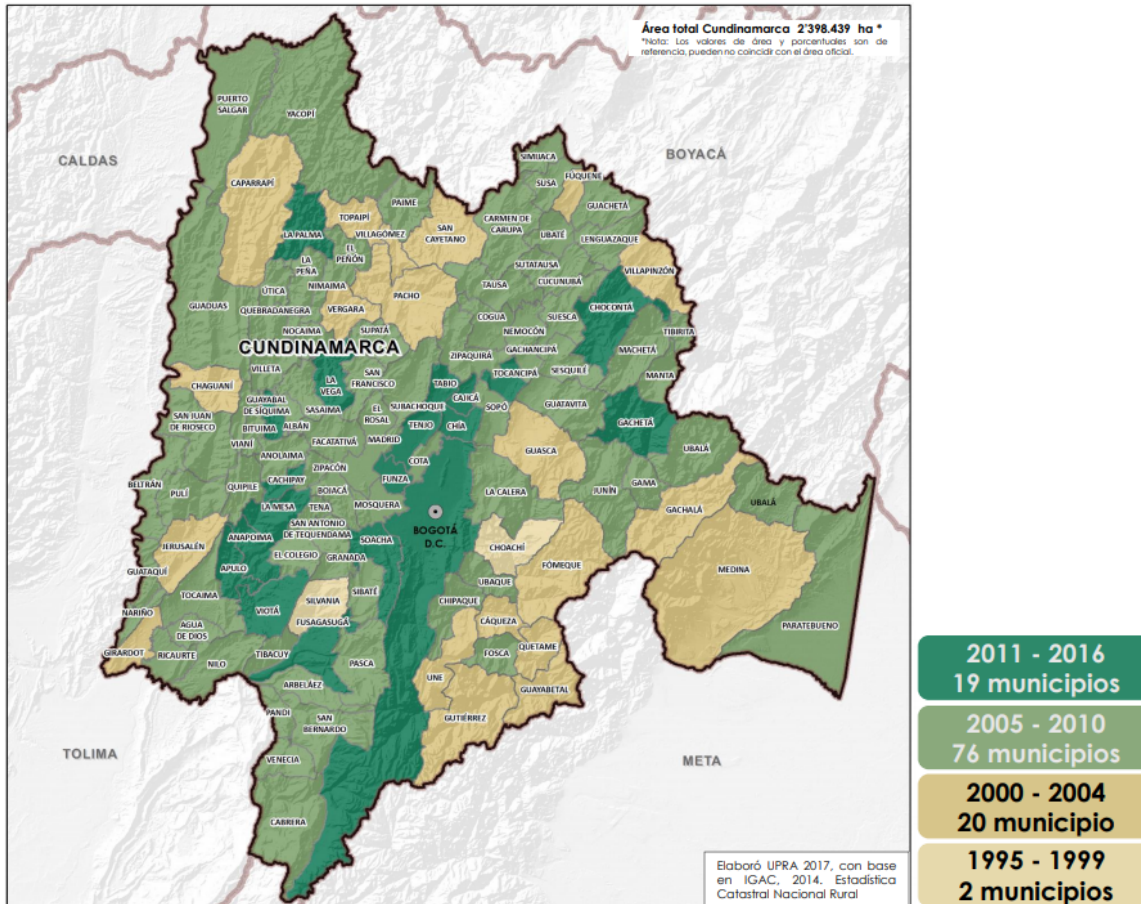 Área total Cundinamarca 2'398.439 ha *
*Nota: Los valores de área y porcentuales son de
referencia, pueden no coincidir con el área oficial.
PUERTO
SALGAR
YACOPÍ
CALDAS
BOYACÁ
SIMIJACA
SUSA
FÚQUENE
GUACHETÁ
CAPARRAPÍ
PAIME
TOPAIPÍ
VILLAGÓMEZ
SAN
CAYETANO
CARMEN DE
CARUPA
UBATÉ
LENGUAZAQUE
LA PALMA
EL
PEÑÓN
LA
PEÑA
SUTATAUSA
CUCUNUBÁ
TAUSA
VILLAPINZÓN
ÚTICA
NIMAIMA
PACHO
CHOCONTÁ
GUADUAS
QUEBRADANEGRA
VERGARA
COGUA
SUESCA
TIBIRITA
NOCAIMA
SUPATÁ
NEMOCÓN
CUNDINAMARCA
ZIPAQUIRÁ
GACHANCIPÁ
MACHETÁ
VILLETA
SAN
FRANCISCO
TOCANCIPÁ
SESQUILÉ
MANTA
CHAGUANÍ
LA
VEGA
TABIO
CAJICÁ
SOPÓ
GUATAVITA
GUAYABAL
DE SÍQUIMA
SASAIMA
SUBACHOQUE
SAN JUAN
DE RIOSECO
EL
ROSAL
TENJO
CHÍA
GACHETÁ
BITUIMA
ALBÁN
FACATATIVÁ
MADRID
VIANÍ
ANOLAIMA
COTA
GUASCA
UBALÁ
ZIPACÓN
BELTRÁN
PULÍ
QUIPILE
CACHIPAY
BOJACÁ
FUNZA
LA CALERA
JUNÍN
GAMA
UBALÁ
LA MESA
TENA
MOSQUERA
GACHALÁ
BOGOTÁ
D.C.
SAN ANTONIO
DE TEQUENDAMA
ANAPOIMA
SOACHA
CHOACHÍ
JERUSALÉN
EL COLEGIO
GRANADA
FÓMEQUE
MEDINA
GUATAQUÍ
APULO
UBAQUE
TOCAIMA
SILVANIA
SIBATÉ
CHIPAQUE
NARIÑO
VIOTÁ
FUSAGASUGÁ
CÁQUEZA
PARATEBUENO
AGUA
DE DIOS
GIRARDOT
RICAURTE
TIBACUY
FOSCA
QUETAME
NILO
PASCA
UNE
GUAYABETAL
ARBELÁEZ
PANDI
SAN
BERNARDO
GUTIÉRREZ
TOLIMA
VENECIA
META
CABRERA
2011 - 2016
19 municipios
2005 - 2010
76 municipios
2000 - 2004
20 municipio
1995 - 1999
2 municipios
Elaboró UPRA 2017, con base
en IGAC, 2014. Estadística
Catastral Nacional Rural